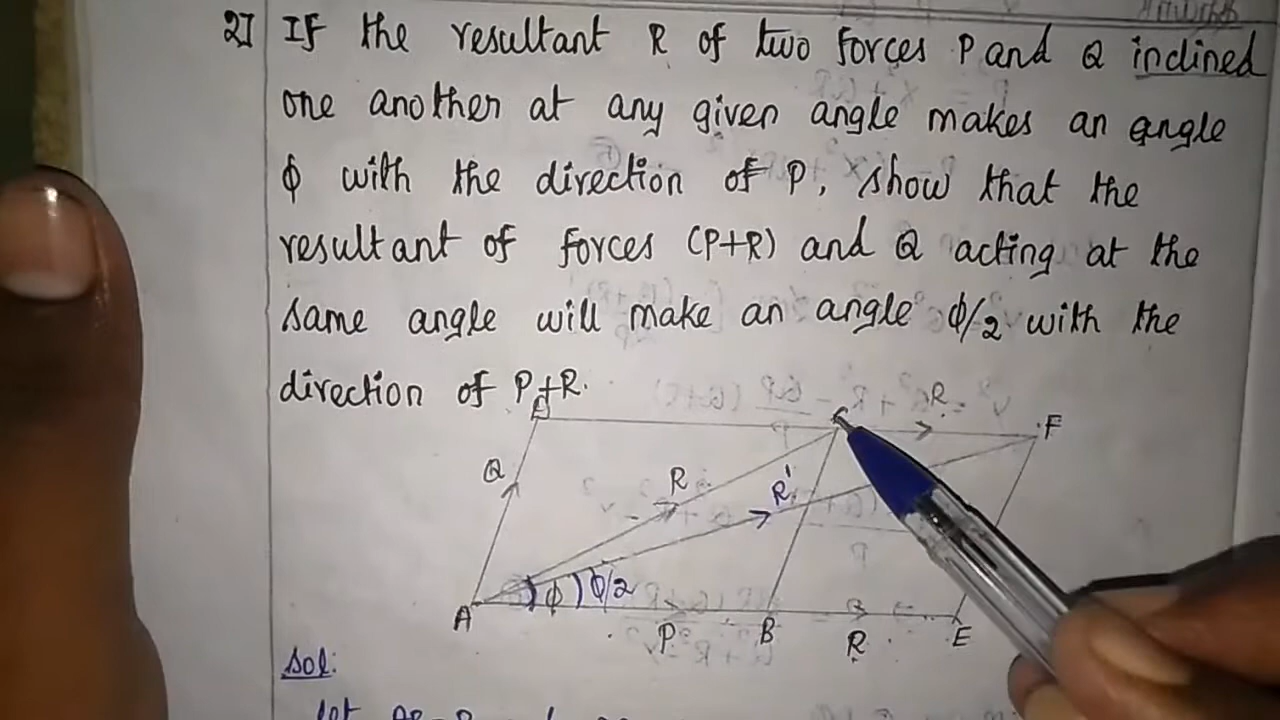 2] If the resultant R of two forces P and Q inclined
one another at any given angle makes an angle
ϕ with the direction of P, show that the
resultant of forces (P+R) and Q acting at the
same angle will make an angle ϕ/2 with the
direction of P+R.
R
F
Q
R
R'
A
ϕ
ϕ/2
P
B
R
E
Sol: